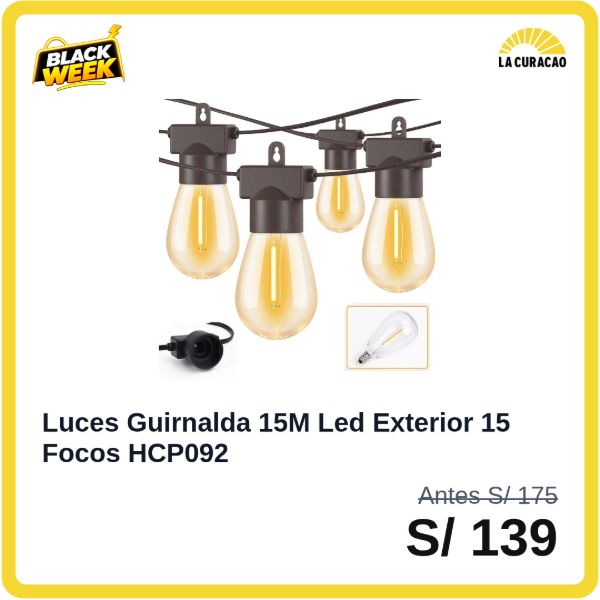 BLACK
WEEK
LA CURACAO
Luces Guirnalda 15M Led Exterior 15
Focos HCP092
Antes S/ 175
S/ 139